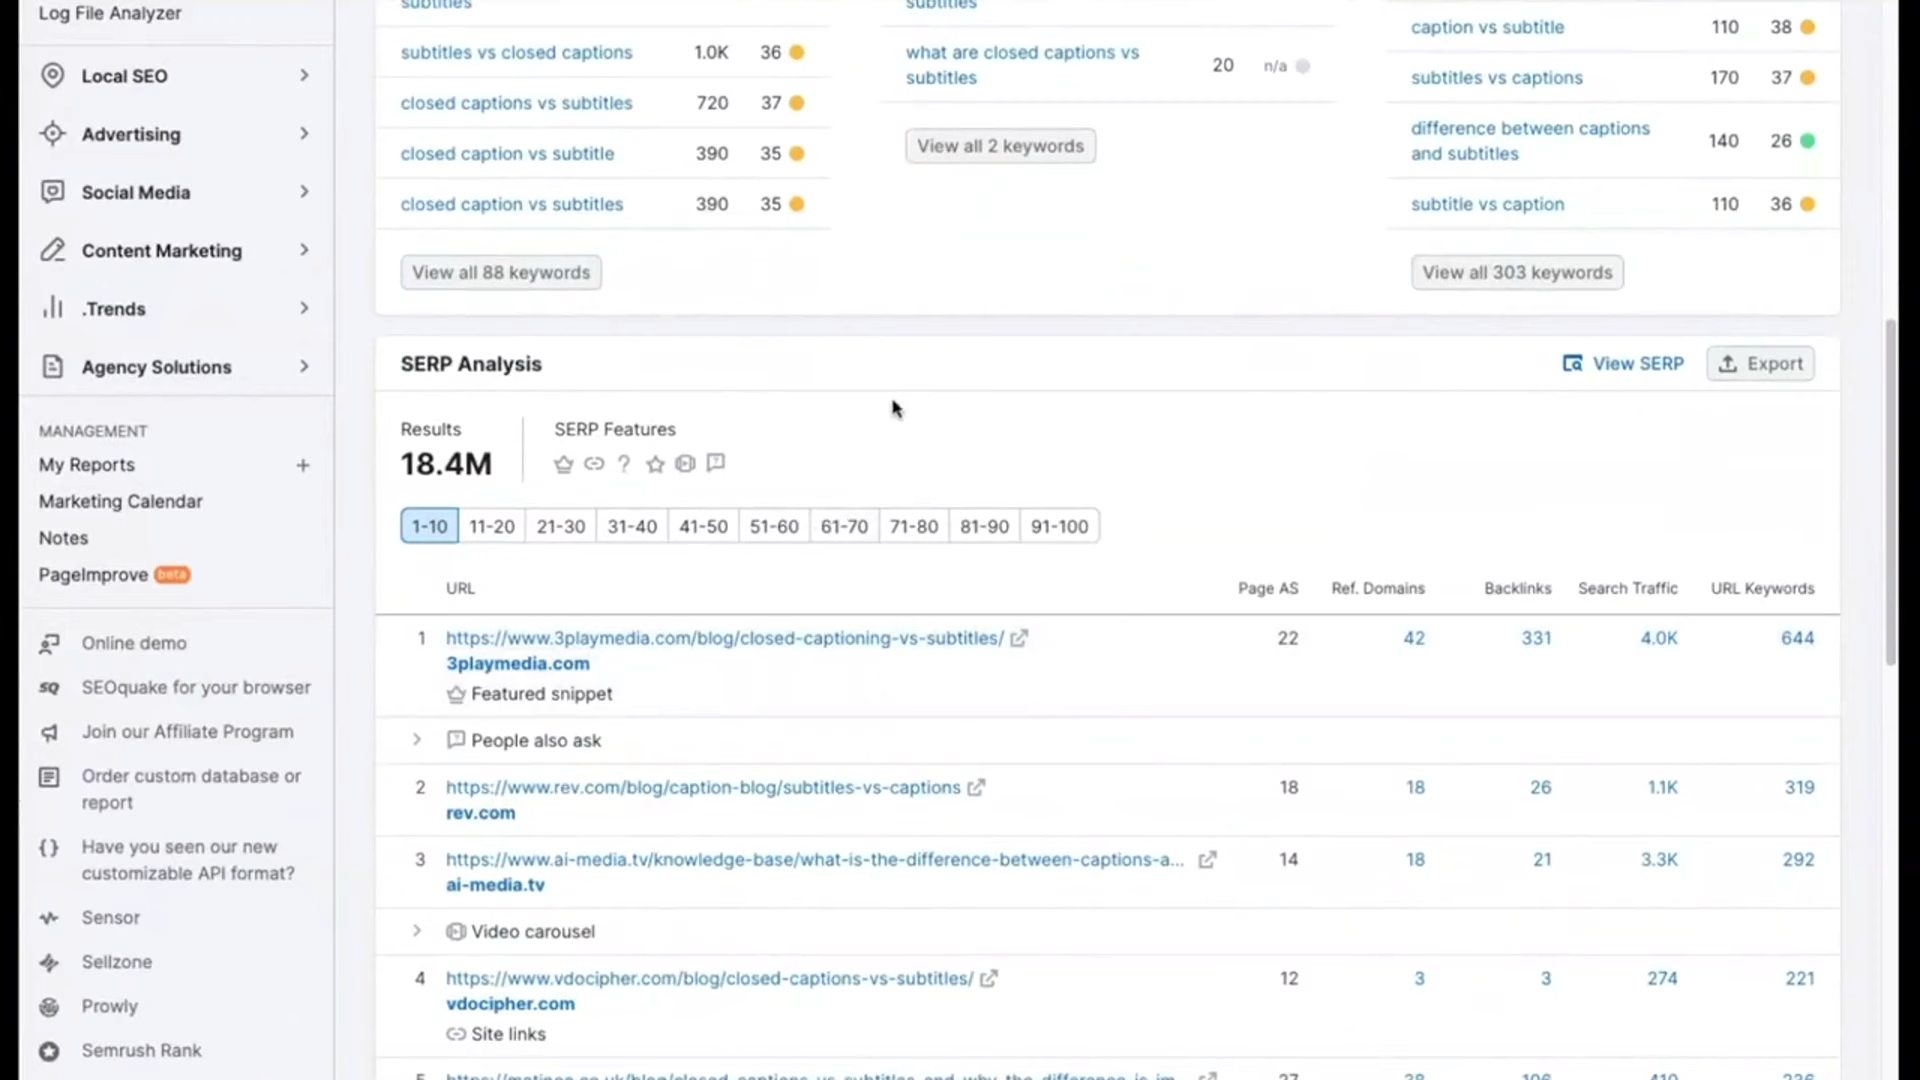 Log File Analyzer
Local SEO
Advertising
Social Media
Content Marketing
.Trends
Agency Solutions
MANAGEMENT
My Reports +
Marketing Calendar
Notes
PageImprove beta
Online demo
SQ SEOquake for your browser
Join our Affiliate Program
Order custom database or
report
{} Have you seen our new
customizable API format?
Sensor
Sellzone
Prowly
Semrush Rank
subtitles
subtitles vs closed captions 1.0K 36
closed captions vs subtitles 720 37
closed caption vs subtitle 390 35
closed caption vs subtitles 390 35
View all 88 keywords
subtitles
what are closed captions vs
subtitles 20 n/a
View all 2 keywords
caption vs subtitle 110 38
subtitles vs captions 170 37
difference between captions
and subtitles 140 26
subtitle vs caption 110 36
View all 303 keywords
SERP Analysis View SERP Export
Results SERP Features
18.4M ?
1-10 11-20 21-30 31-40 41-50 51-60 61-70 71-80 81-90 91-100
URL Page AS Ref. Domains Backlinks Search Traffic URL Keywords
1 https://www.3playmedia.com/blog/closed-captioning-vs-subtitles/ 22 42 331 4.0K 644
3playmedia.com
Featured snippet
People also ask
2 https://www.rev.com/blog/caption-blog/subtitles-vs-captions 18 18 26 1.1K 319
rev.com
3 https://www.ai-media.tv/knowledge-base/what-is-the-difference-between-captions-a... 14 18 21 3.3K 292
ai-media.tv
Video carousel
4 https://www.vdocipher.com/blog/closed-captions-vs-subtitles/ 12 3 3 274 221
vdocipher.com
Site links